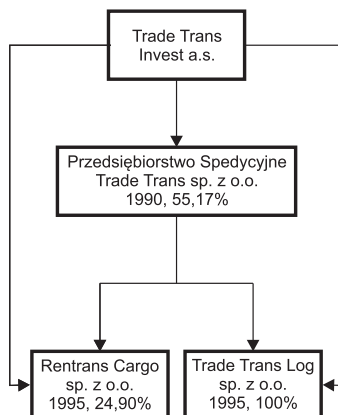 Trade Trans
Invest a.s.
Przedsiębiorstwo Spedycyjne
Trade Trans sp. z o.o.
1990, 55,17%
Rentrans Cargo
sp. z o.o.
1995, 24,90%
Trade Trans Log
sp. z o.o.
1995, 100%